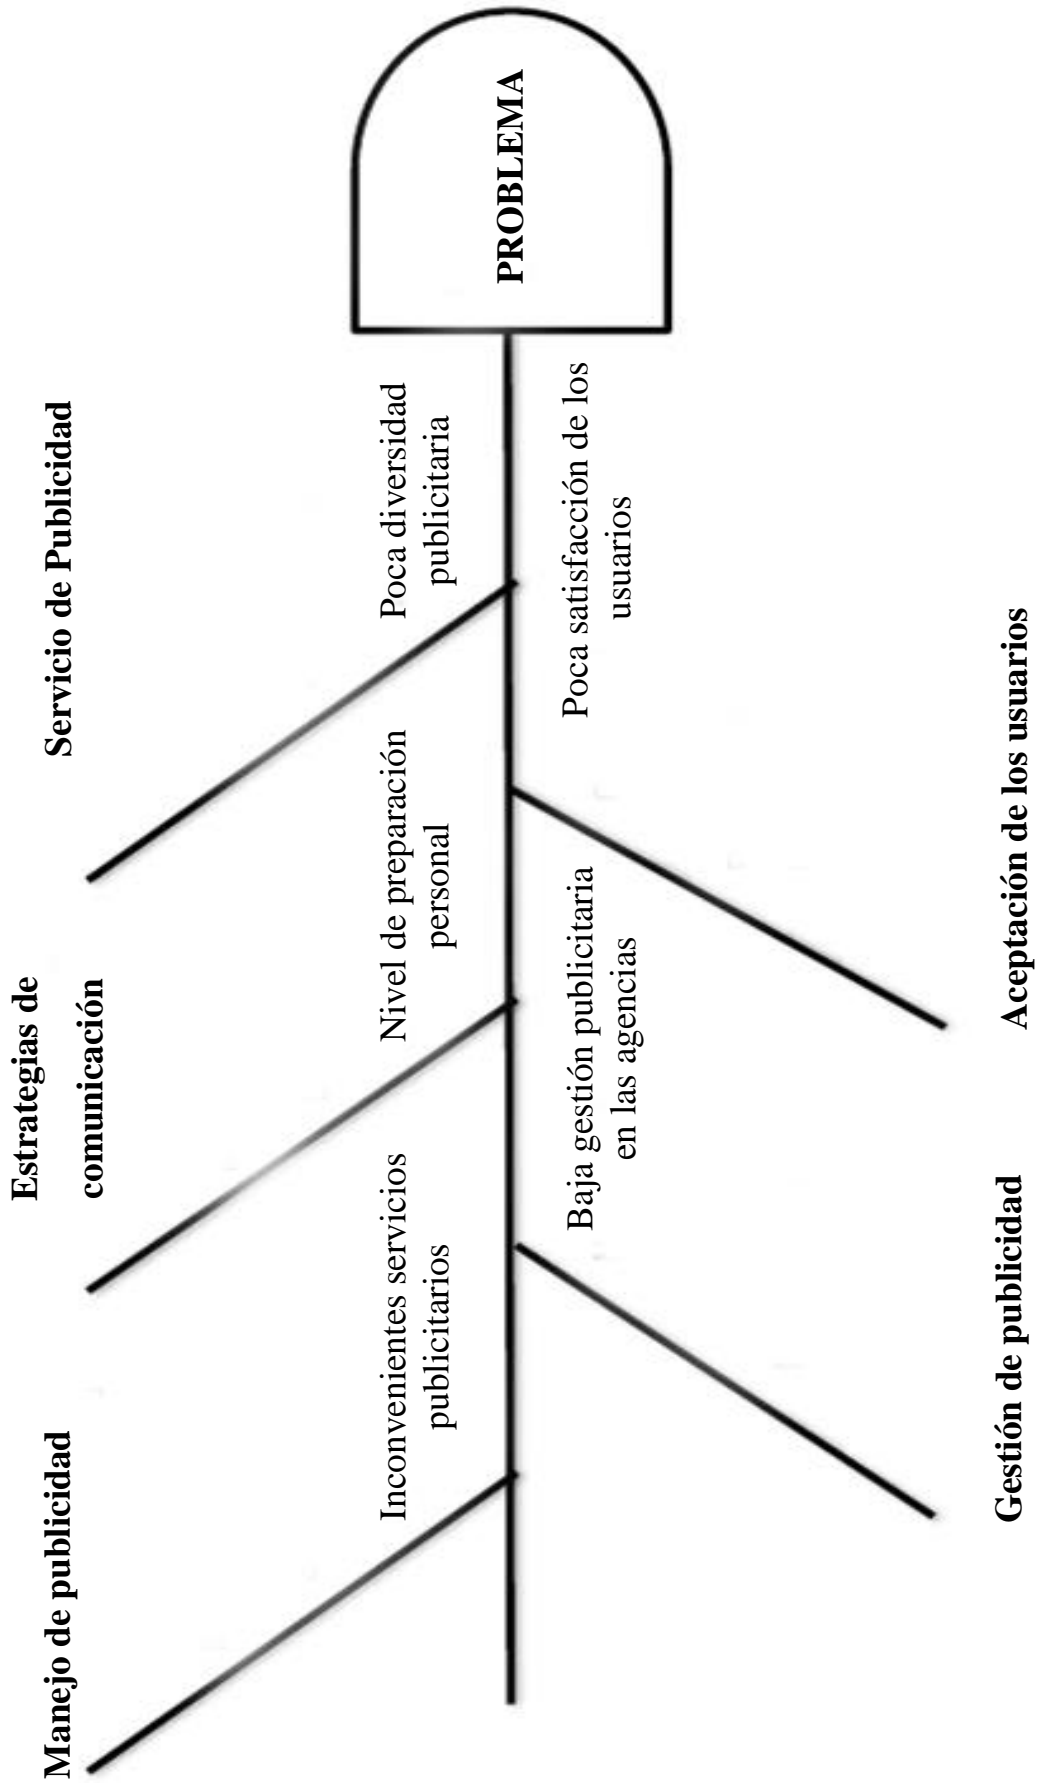 Manejo de publicidad
Estrategias de
comunicación
Servicio de Publicidad
Inconvenientes servicios
publicitarios
Nivel de preparación
personal
Poca diversidad
publicitaria
PROBLEMA
Baja gestión publicitaria
en las agencias
Poca satisfacción de los
usuarios
Gestión de publicidad
Aceptación de los usuarios